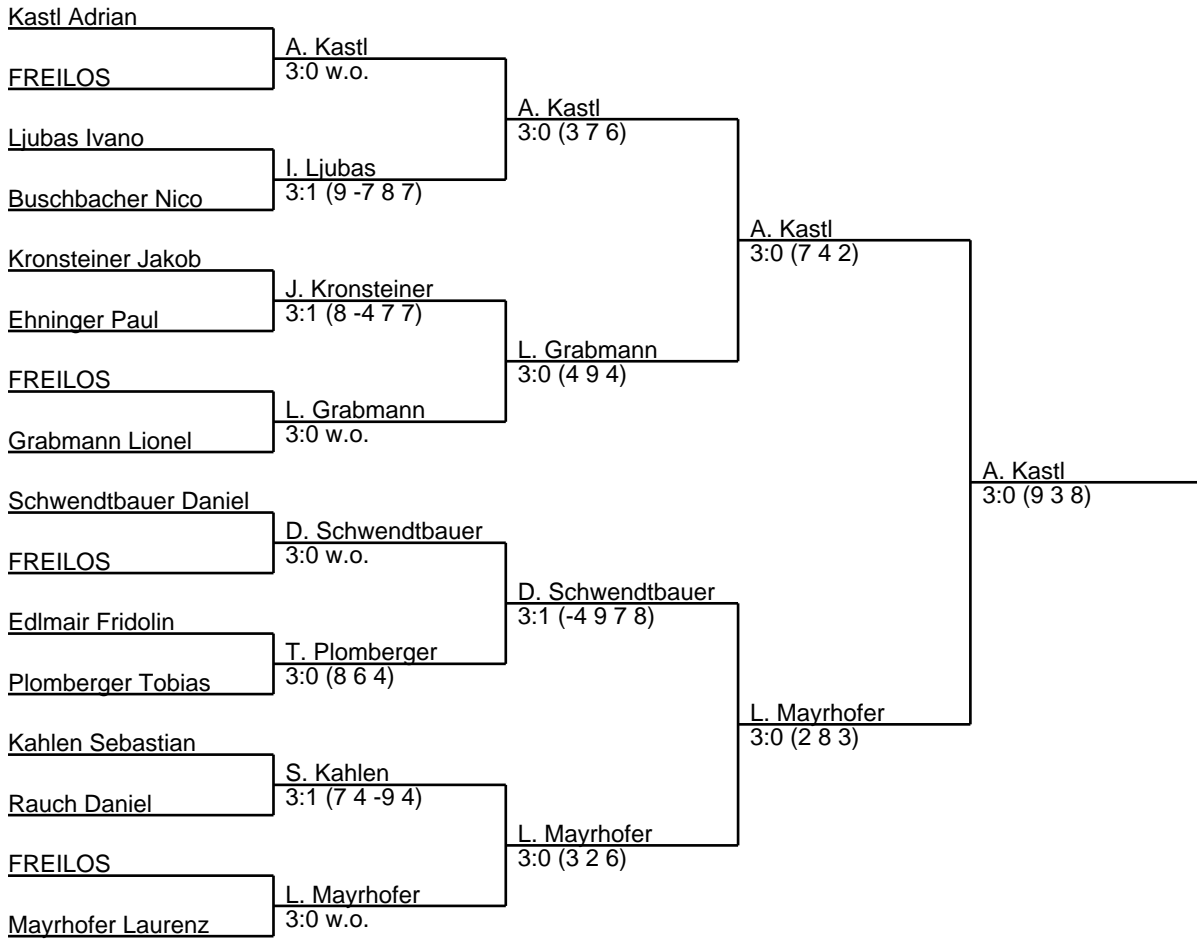 Kastl Adrian
FREILOS
Ljubas Ivano
Buschbacher Nico
Kronsteiner Jakob
Ehninger Paul
FREILOS
Grabmann Lionel
Schwendtbauer Daniel
FREILOS
Edlmair Fridolin
Plomberger Tobias
Kahlen Sebastian
Rauch Daniel
FREILOS
Mayrhofer Laurenz
A. Kastl
3:0 w.o.
I. Ljubas
3:1 (9 -7 8 7)
J. Kronsteiner
3:1 (8 -4 7 7)
L. Grabmann
3:0 w.o.
D. Schwendtbauer
3:0 w.o.
T. Plomberger
3:0 (8 6 4)
S. Kahlen
3:1 (7 4 -9 4)
L. Mayrhofer
3:0 w.o.
A. Kastl
3:0 (3 7 6)
L. Grabmann
3:0 (4 9 4)
D. Schwendtbauer
3:1 (-4 9 7 8)
L. Mayrhofer
3:0 (3 2 6)
A. Kastl
3:0 (7 4 2)
L. Mayrhofer
3:0 (2 8 3)
A. Kastl
3:0 (9 3 8)